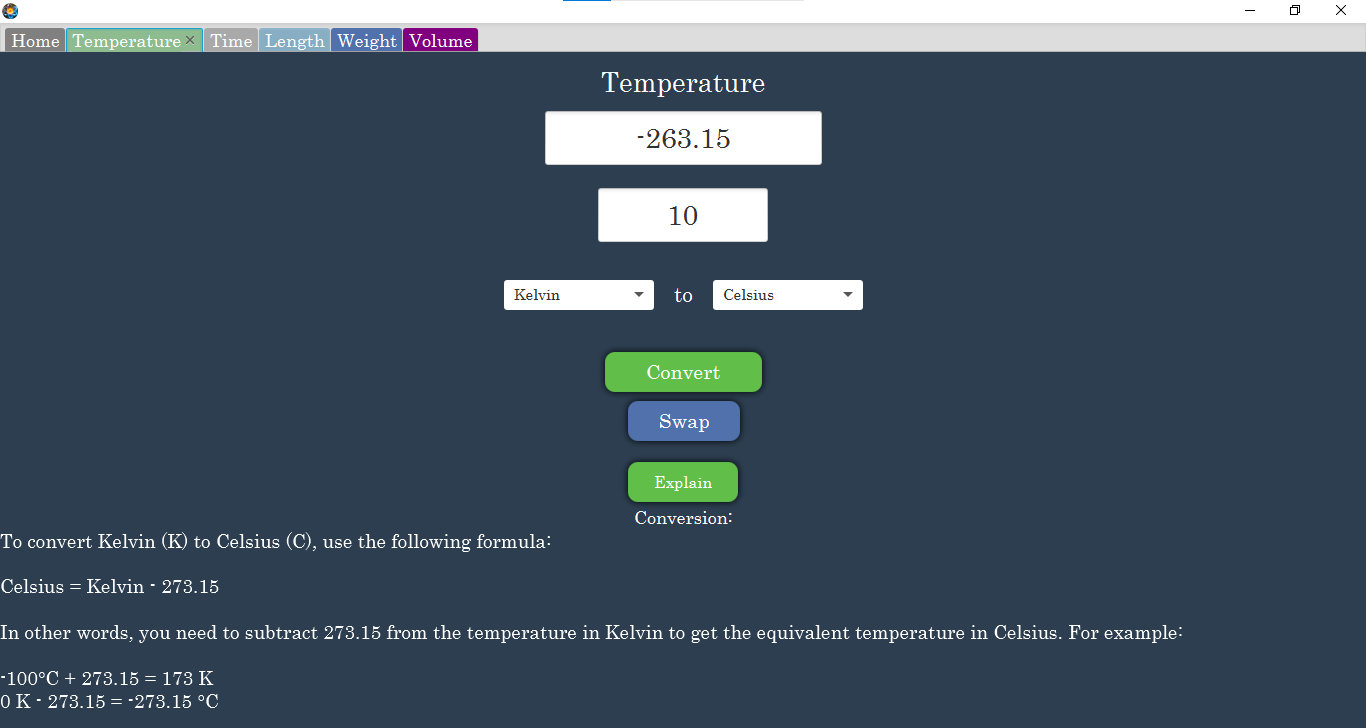 Home Temperature × Time Length Weight Volume
Temperature
-263.15
10
Kelvin to Celsius
Convert
Swap
Explain
Conversion:
To convert Kelvin (K) to Celsius (C), use the following formula:
Celsius = Kelvin - 273.15
In other words, you need to subtract 273.15 from the temperature in Kelvin to get the equivalent temperature in Celsius. For example:
-100°C + 273.15 = 173 K
0 K - 273.15 = -273.15 °C